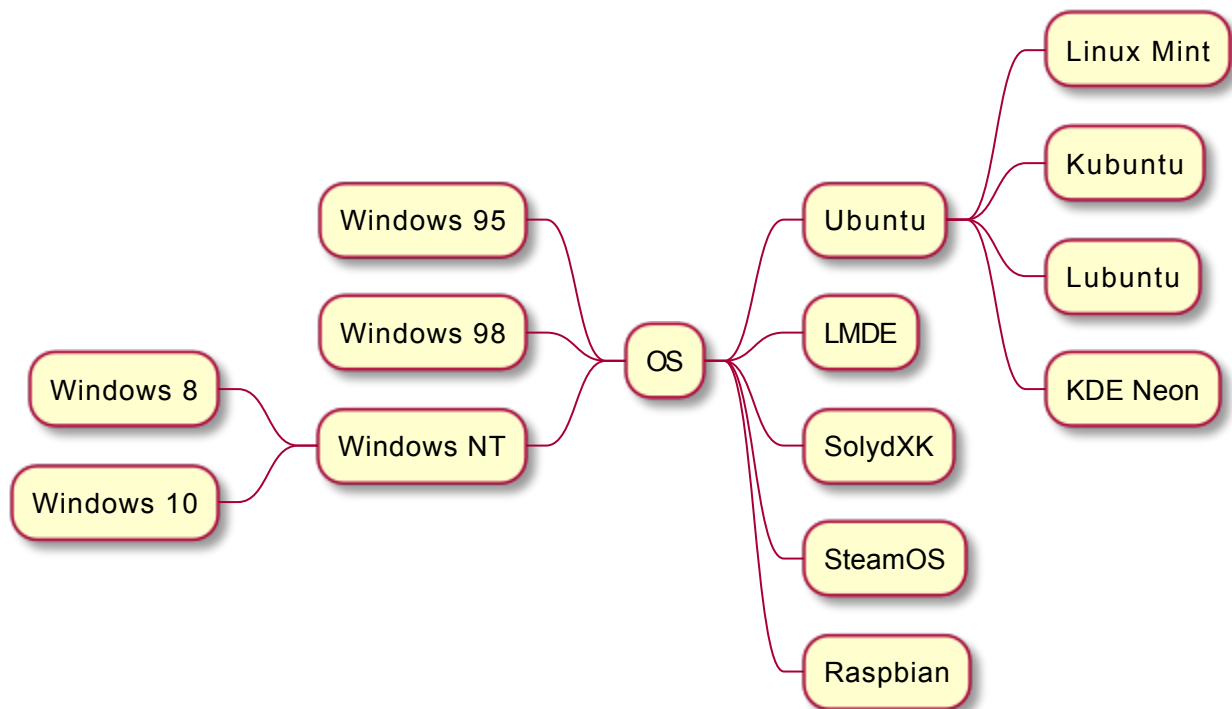 OS
Ubuntu
Linux Mint
Kubuntu
Lubuntu
KDE Neon
LMDE
SolydXK
SteamOS
Raspbian
Windows 95
Windows 98
Windows NT
Windows 8
Windows 10